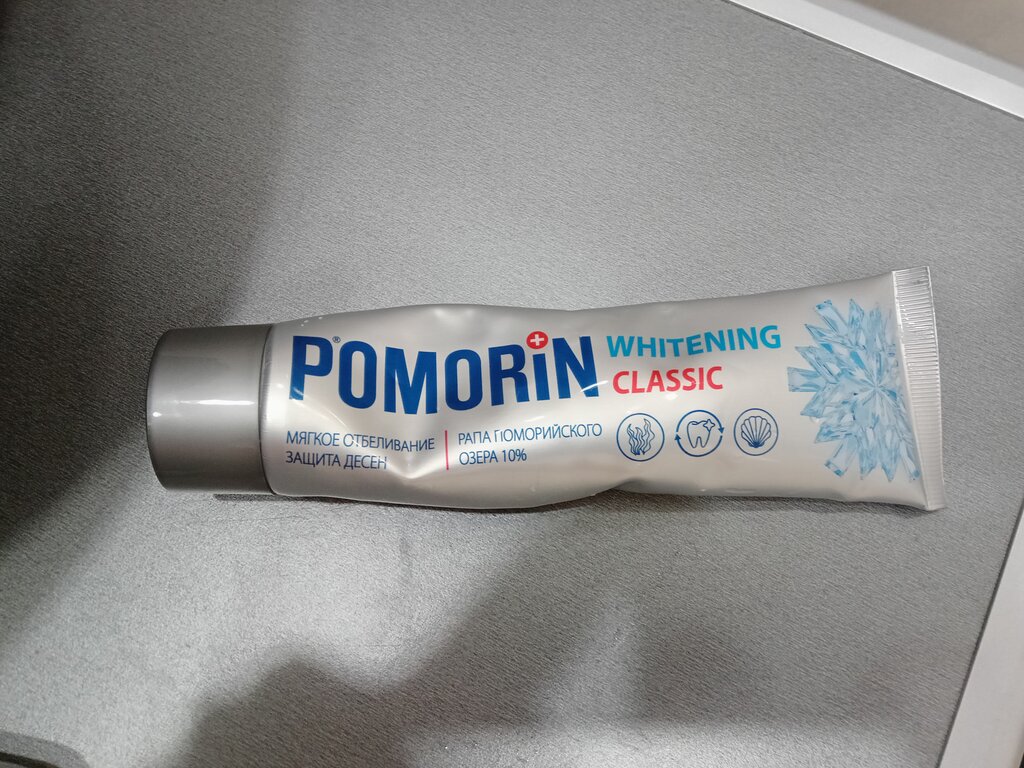 POMORiN®
WHITENING
CLASSIC
МЯГКОЕ ОТБЕЛИВАНИЕ
ЗАЩИТА ДЕСЕН
РАПА ПОМОРИЙСКОГО
ОЗЕРА 10%